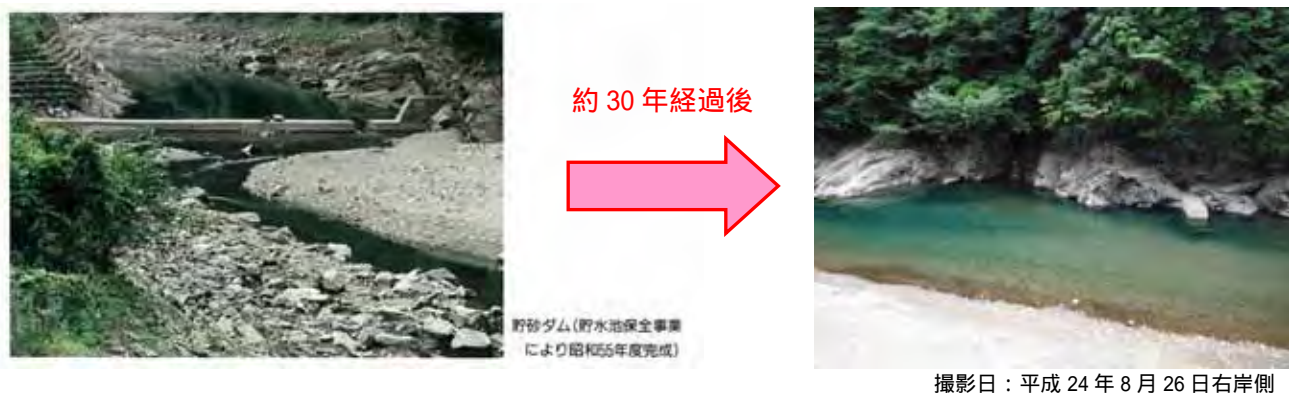 約 30 年経過後
貯砂ダム(貯水池保全事業
により昭和55年度完成)
撮影日:平成 24 年 8 月 26 日右岸側